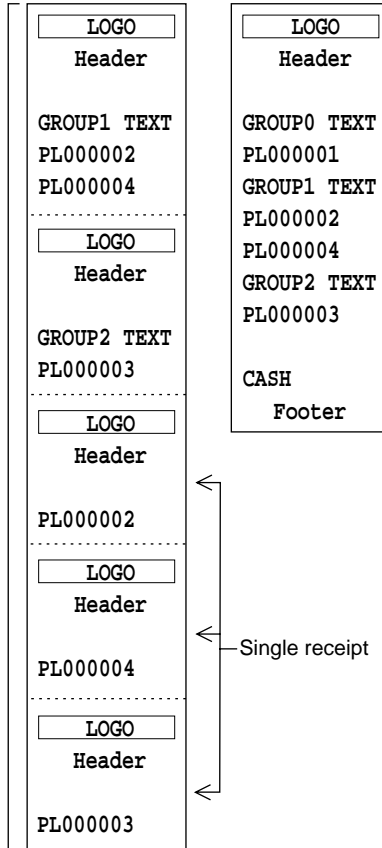 LOGO
Header
GROUP1 TEXT
PL000002
PL000004
LOGO
Header
GROUP2 TEXT
PL000003
LOGO
Header
PL000002
LOGO
Header
PL000004
LOGO
Header
PL000003
Single receipt
LOGO
Header
GROUP0 TEXT
PL000001
GROUP1 TEXT
PL000002
PL000004
GROUP2 TEXT
PL000003
CASH
Footer